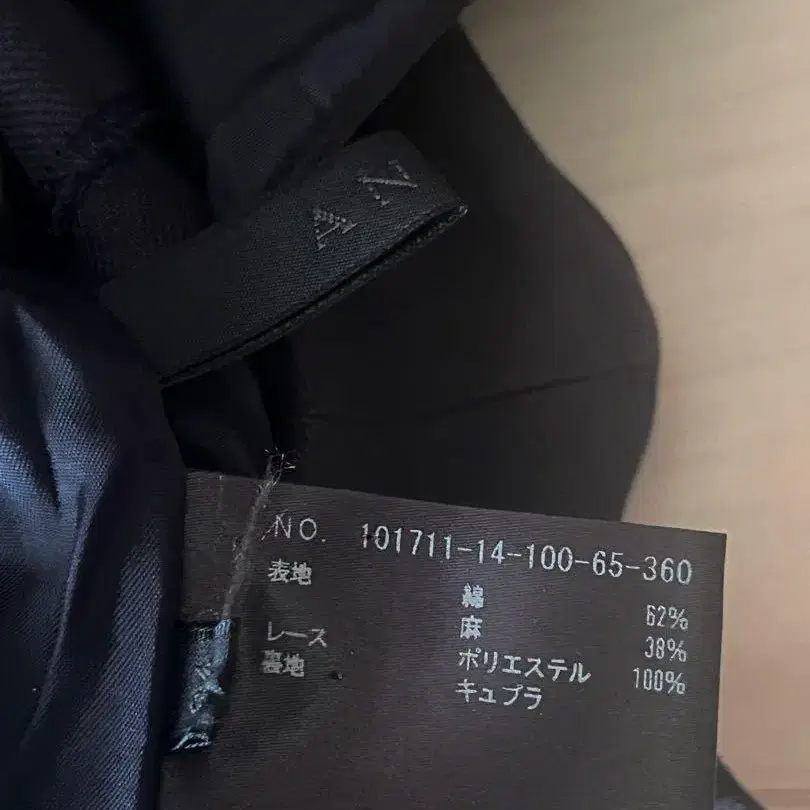 AZ
NO. 101711-14-100-65-360
表地 綿 62%
麻 38%
レース ポリエステル 100%
裏地 キュプラ